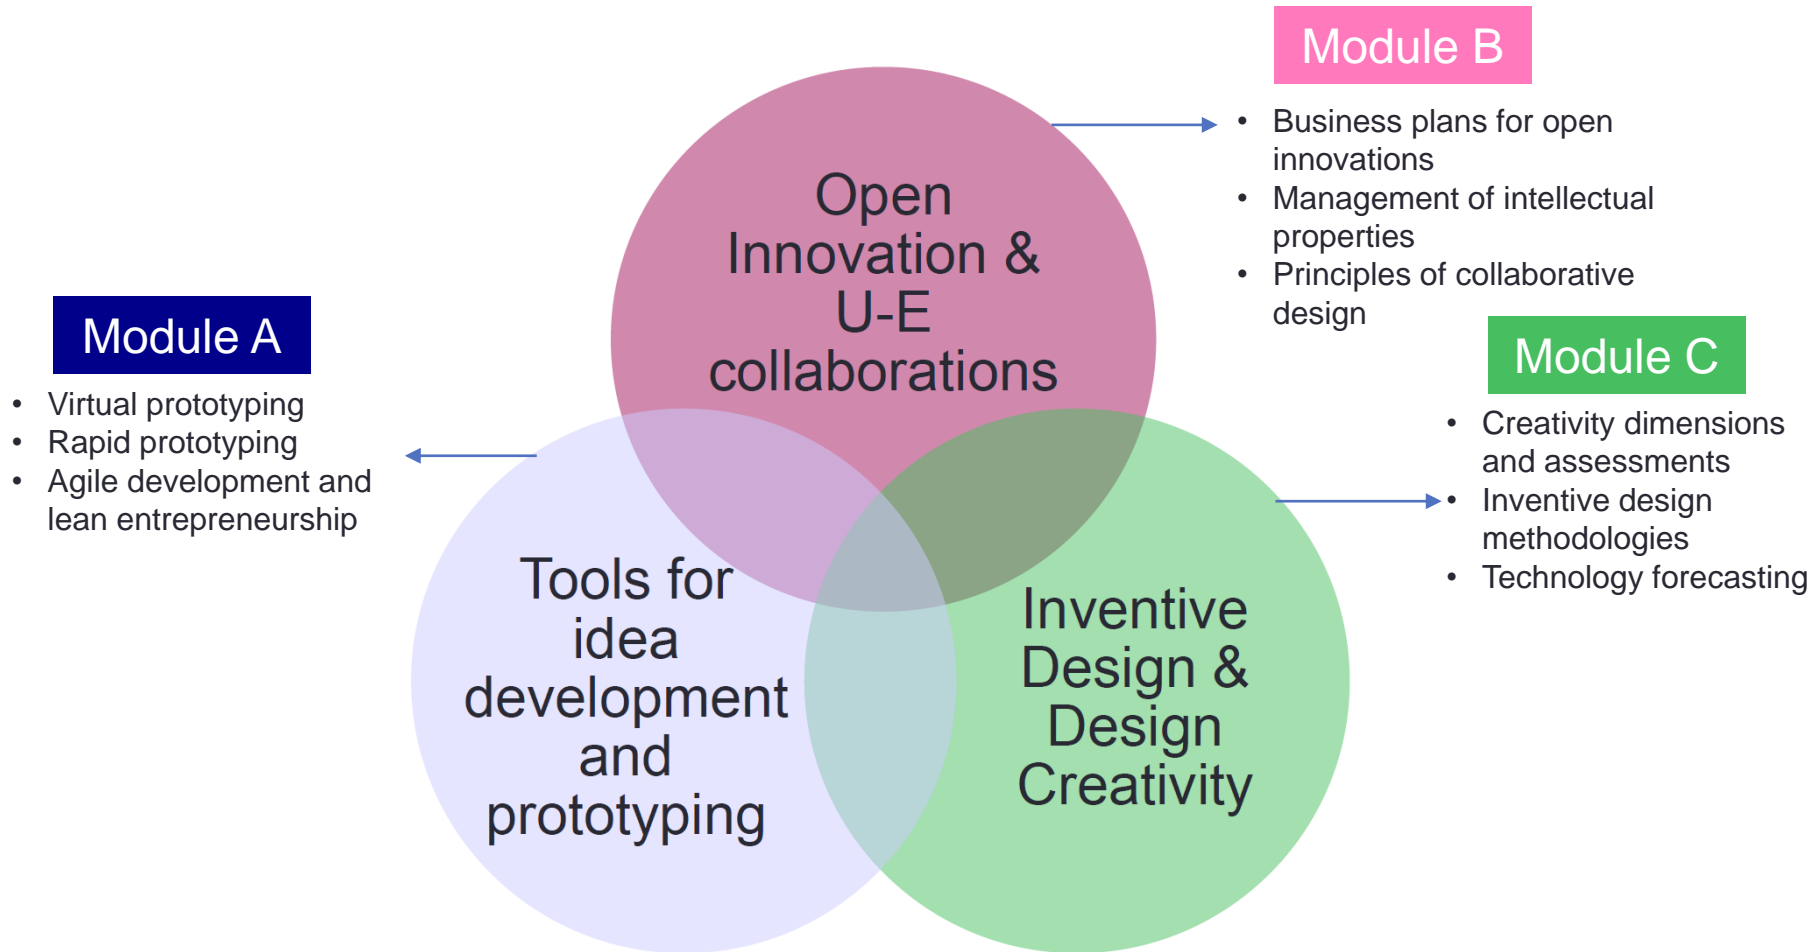 Module B
• Business plans for open
innovations
• Management of intellectual
properties
• Principles of collaborative
design
Open
Innovation &
U-E
collaborations
Module A
• Virtual prototyping
• Rapid prototyping
• Agile development and
lean entrepreneurship
Module C
• Creativity dimensions
and assessments
• Inventive design
methodologies
• Technology forecasting
Tools for
idea
development
and
prototyping
Inventive
Design &
Design
Creativity